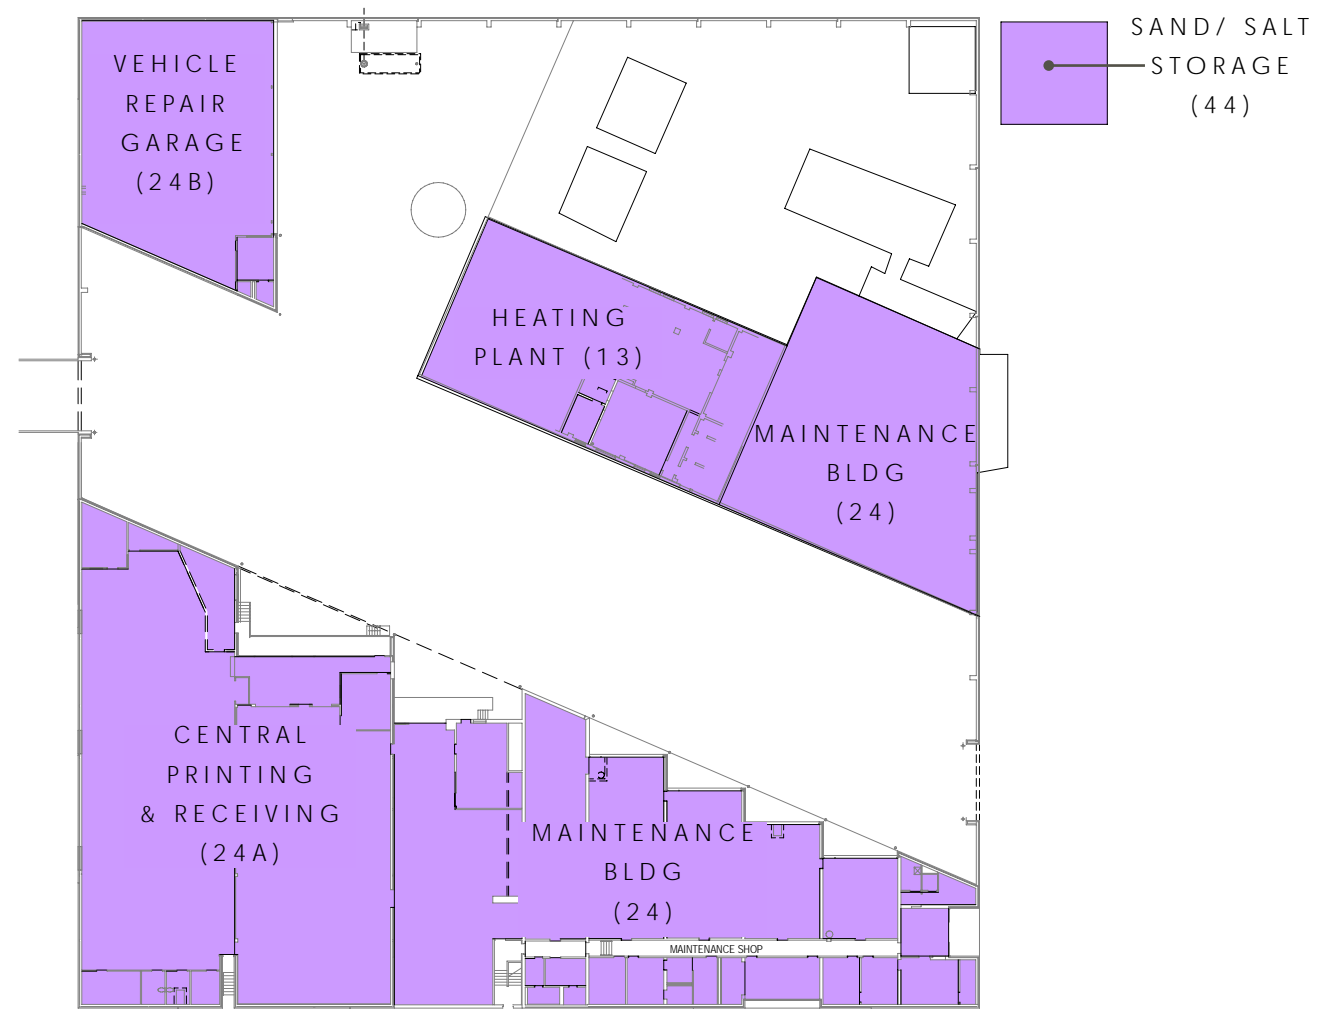 VEHICLE
REPAIR
GARAGE
(24B)
SAND/ SALT
STORAGE
(44)
HEATING
PLANT (13)
MAINTENANCE
BLDG
(24)
CENTRAL
PRINTING
& RECEIVING
(24A)
MAINTENANCE
BLDG
(24)
MAINTENANCE SHOP